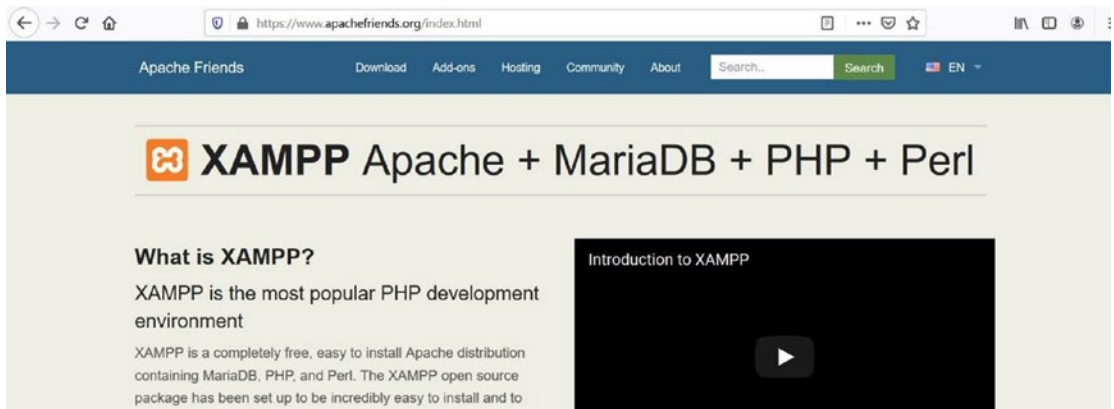 https://www.apachefriends.org/index.html
Apache Friends Download Add-ons Hosting Community About Search.. Search EN
XAMPP Apache + MariaDB + PHP + Perl
What is XAMPP?
XAMPP is the most popular PHP development
environment
XAMPP is a completely free, easy to install Apache distribution
containing MariaDB, PHP, and Perl. The XAMPP open source
package has been set up to be incredibly easy to install and to
Introduction to XAMPP